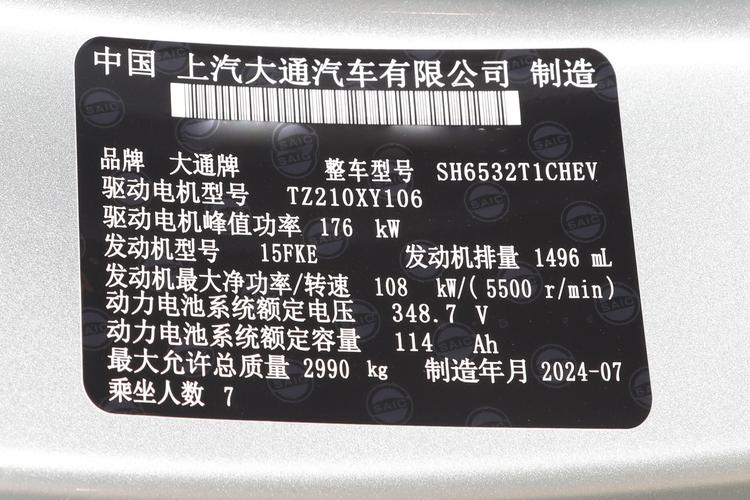 中国 上汽大通汽车有限公司 制造
品牌 大通牌 整车型号 SH6532T1CHEV
驱动电机型号 TZ210XY106
驱动电机峰值功率 176 kW
发动机型号 15FKE 发动机排量 1496 mL
发动机最大净功率/转速 108 kW/( 5500 r/min)
动力电池系统额定电压 348.7 V
动力电池系统额定容量 114 Ah
最大允许总质量 2990 kg 制造年月 2024-07
乘坐人数 7